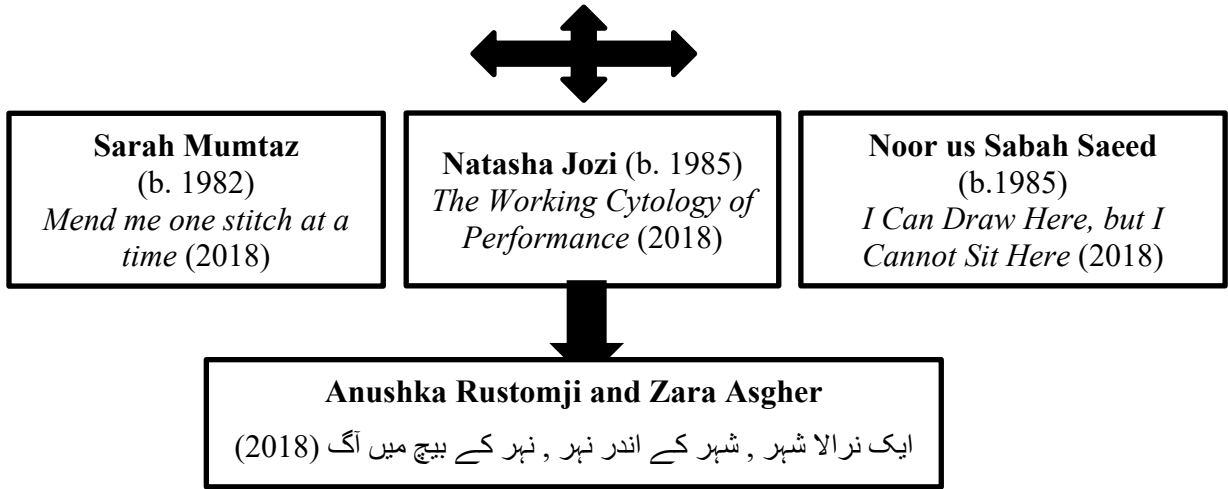 Sarah Mumtaz
(b. 1982)
Mend me one stitch at a
time (2018)
Natasha Jozi (b. 1985)
The Working Cytology of
Performance (2018)
Noor us Sabah Saeed
(b.1985)
I Can Draw Here, but I
Cannot Sit Here (2018)
Anushka Rustomji and Zara Asgher
ایک نرالا شہر , شہر کے اندر نہر , نہر کے بیچ میں آگ (2018)